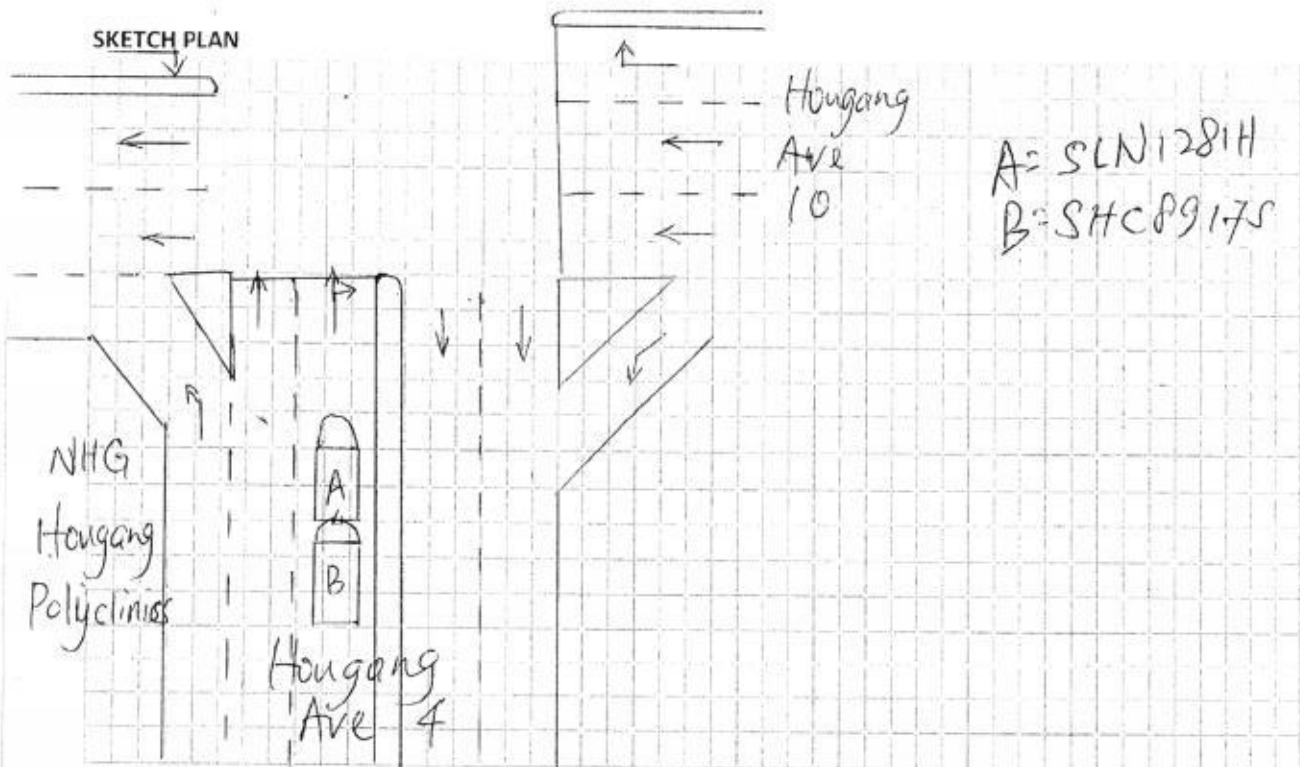 SKETCH PLAN
Hougang
Ave
10
A= SLN1281H
B= SHC8917S
NHG
Hougang
Polyclinics
A
B
Hougang
Ave 4